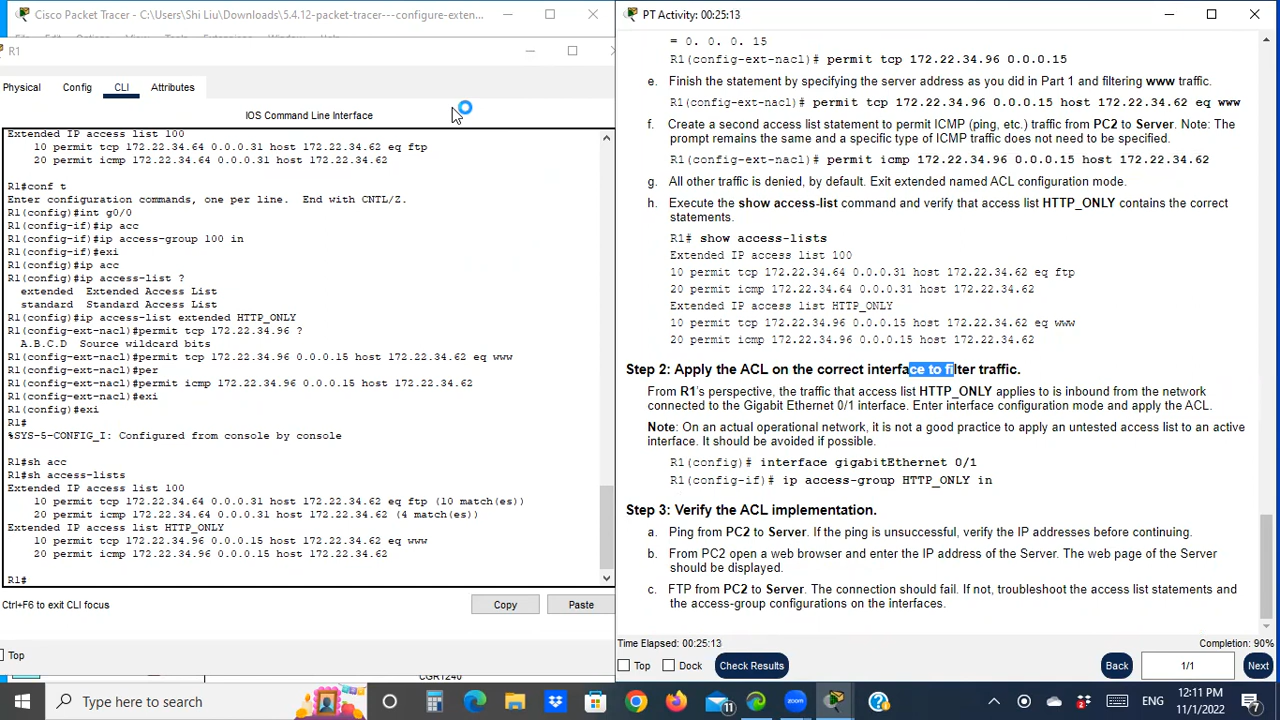 Cisco Packet Tracer - C:\Users\Shi Liu\Downloads\5.4.12-packet-tracer---configure-exten...
R1
Physical Config CLI Attributes
IOS Command Line Interface
Extended IP access list 100
10 permit tcp 172.22.34.64 0.0.0.31 host 172.22.34.62 eq ftp
20 permit icmp 172.22.34.64 0.0.0.31 host 172.22.34.62
R1#conf t
Enter configuration commands, one per line. End with CNTL/Z.
R1(config)#int g0/0
R1(config-if)#ip acc
R1(config-if)#ip access-group 100 in
R1(config-if)#exi
R1(config)#ip acc
R1(config)#ip access-list ?
extended Extended Access List
standard Standard Access List
R1(config)#ip access-list extended HTTP_ONLY
R1(config-ext-nacl)#permit tcp 172.22.34.96 ?
A.B.C.D Source wildcard bits
R1(config-ext-nacl)#permit tcp 172.22.34.96 0.0.0.15 host 172.22.34.62 eq www
R1(config-ext-nacl)#per
R1(config-ext-nacl)#permit icmp 172.22.34.96 0.0.0.15 host 172.22.34.62
R1(config-ext-nacl)#exi
R1(config)#exi
R1#
%SYS-5-CONFIG_I: Configured from console by console
R1#sh acc
R1#sh access-lists
Extended IP access list 100
10 permit tcp 172.22.34.64 0.0.0.31 host 172.22.34.62 eq ftp (10 match(es))
20 permit icmp 172.22.34.64 0.0.0.31 host 172.22.34.62 (4 match(es))
Extended IP access list HTTP_ONLY
10 permit tcp 172.22.34.96 0.0.0.15 host 172.22.34.62 eq www
20 permit icmp 172.22.34.96 0.0.0.15 host 172.22.34.62
R1#
Ctrl+F6 to exit CLI focus
Copy Paste
Top
CGR1240
PT Activity: 00:25:13
= 0. 0. 0. 15
R1(config-ext-nacl)# permit tcp 172.22.34.96 0.0.0.15
e. Finish the statement by specifying the server address as you did in Part 1 and filtering www traffic.
R1(config-ext-nacl)# permit tcp 172.22.34.96 0.0.0.15 host 172.22.34.62 eq www
f. Create a second access list statement to permit ICMP (ping, etc.) traffic from PC2 to Server. Note: The
prompt remains the same and a specific type of ICMP traffic does not need to be specified.
R1(config-ext-nacl)# permit icmp 172.22.34.96 0.0.0.15 host 172.22.34.62
g. All other traffic is denied, by default. Exit extended named ACL configuration mode.
h. Execute the show access-list command and verify that access list HTTP_ONLY contains the correct
statements.
R1# show access-lists
Extended IP access list 100
10 permit tcp 172.22.34.64 0.0.0.31 host 172.22.34.62 eq ftp
20 permit icmp 172.22.34.64 0.0.0.31 host 172.22.34.62
Extended IP access list HTTP_ONLY
10 permit tcp 172.22.34.96 0.0.0.15 host 172.22.34.62 eq www
20 permit icmp 172.22.34.96 0.0.0.15 host 172.22.34.62
Step 2: Apply the ACL on the correct interface to filter traffic.
From R1's perspective, the traffic that access list HTTP_ONLY applies to is inbound from the network
connected to the Gigabit Ethernet 0/1 interface. Enter interface configuration mode and apply the ACL.
Note: On an actual operational network, it is not a good practice to apply an untested access list to an active
interface. It should be avoided if possible.
R1(config)# interface gigabitEthernet 0/1
R1(config-if)# ip access-group HTTP_ONLY in
Step 3: Verify the ACL implementation.
a. Ping from PC2 to Server. If the ping is unsuccessful, verify the IP addresses before continuing.
b. From PC2 open a web browser and enter the IP address of the Server. The web page of the Server
should be displayed.
c. FTP from PC2 to Server. The connection should fail. If not, troubleshoot the access list statements and
the access-group configurations on the interfaces.
Time Elapsed: 00:25:13 Completion: 90%
Top Dock Check Results Back 1/1 Next
Type here to search
11
ENG
12:11 PM
11/1/2022
7